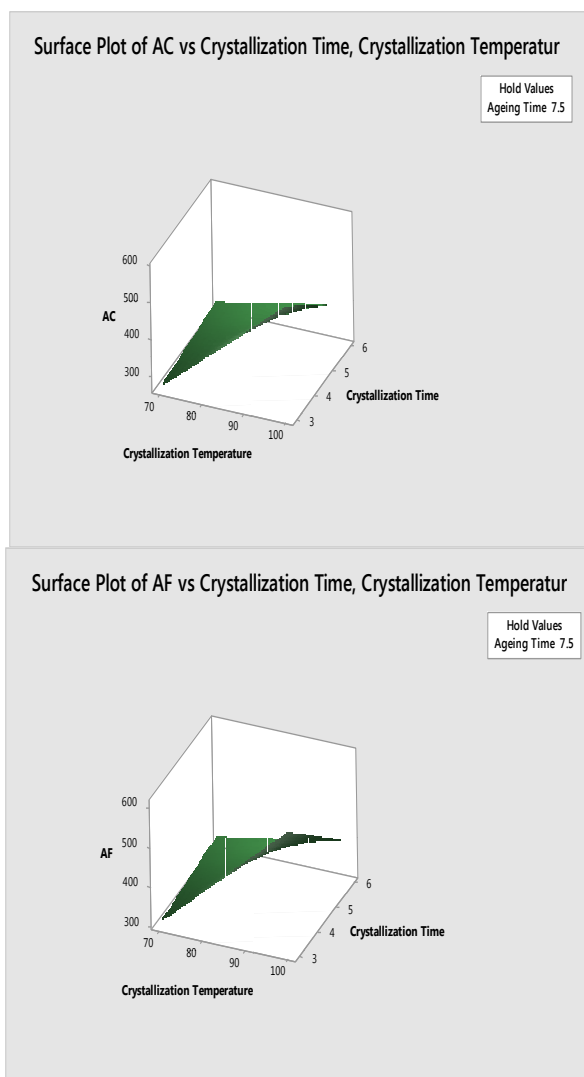 Surface Plot of AC vs Crystallization Time, Crystallization Temperatur
Hold Values
Ageing Time 7.5
600
500
AC
400
300
70
80
90
100
3
4
5
6
Crystallization Time
Crystallization Temperature
Surface Plot of AF vs Crystallization Time, Crystallization Temperatur
Hold Values
Ageing Time 7.5
600
500
AF
400
300
70
80
90
100
3
4
5
6
Crystallization Time
Crystallization Temperature